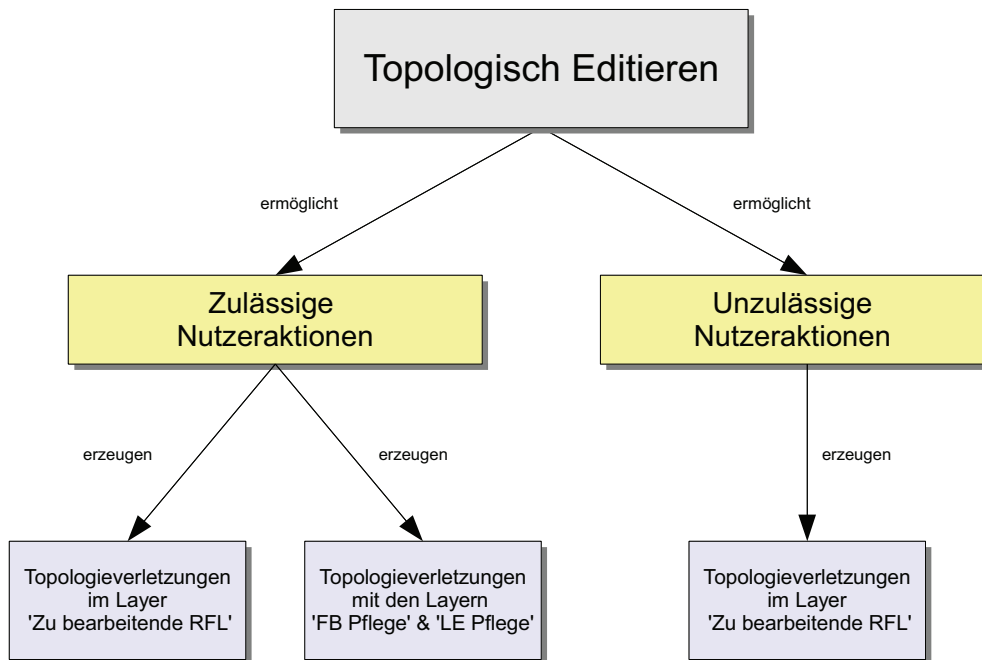 Topologisch Editieren
ermöglicht
ermöglicht
Zulässige
Nutzeraktionen
Unzulässige
Nutzeraktionen
erzeugen
erzeugen
erzeugen
Topologieverletzungen
im Layer
'Zu bearbeitende RFL'
Topologieverletzungen
mit den Layern
'FB Pflege' & 'LE Pflege'
Topologieverletzungen
im Layer
'Zu bearbeitende RFL'